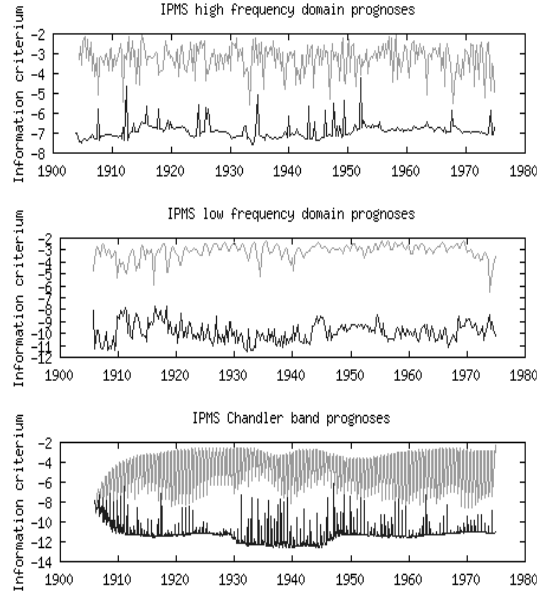 IPMS high frequency domain prognoses
Information criterium
-2
-3
-4
-5
-6
-7
-8
1900 1910 1920 1930 1940 1950 1960 1970 1980
IPMS low frequency domain prognoses
Information criterium
-2
-3
-4
-5
-6
-7
-8
-9
-10
-11
-12
1900 1910 1920 1930 1940 1950 1960 1970 1980
IPMS Chandler band prognoses
Information criterium
-2
-4
-6
-8
-10
-12
-14
1900 1910 1920 1930 1940 1950 1960 1970 1980